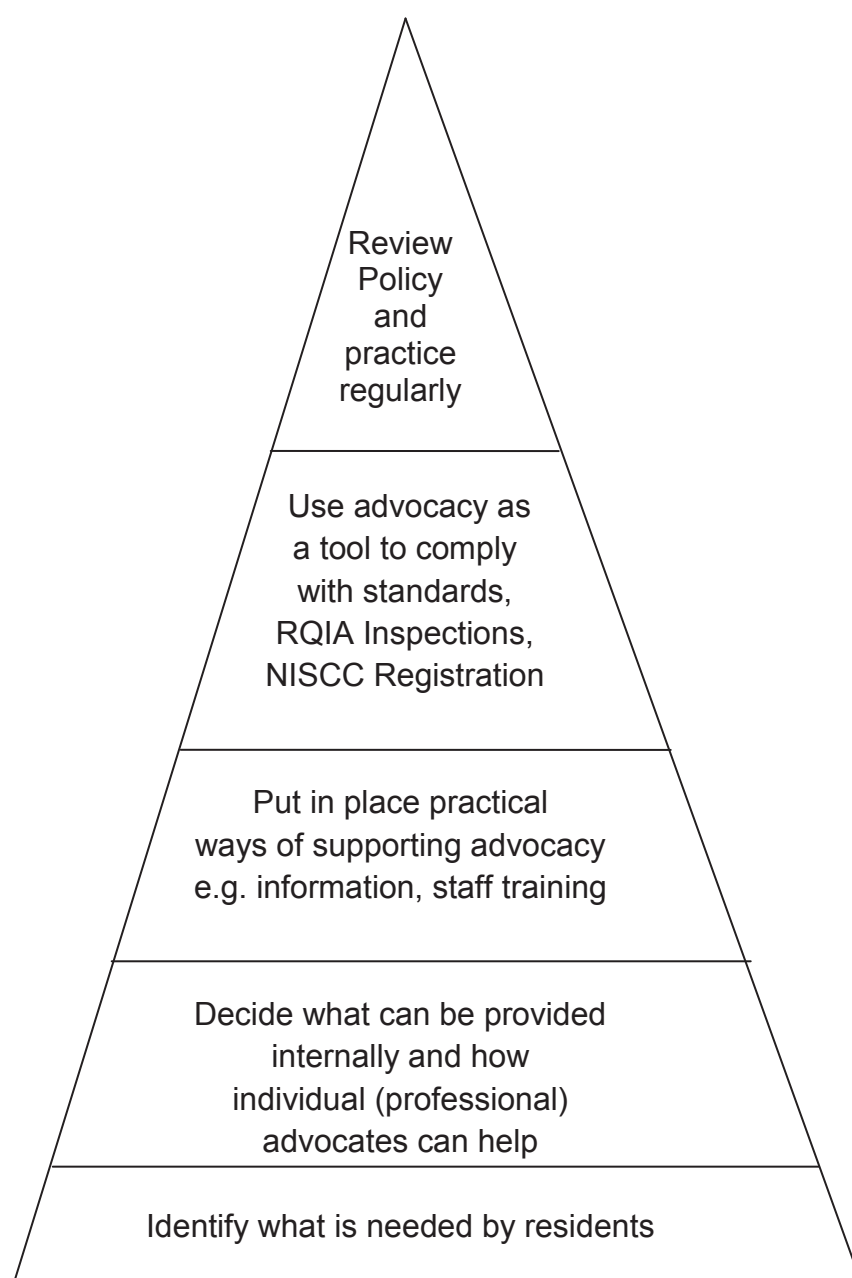 Review
Policy
and
practice
regularly
Use advocacy as
a tool to comply
with standards,
RQIA Inspections,
NISCC Registration
Put in place practical
ways of supporting advocacy
e.g. information, staff training
Decide what can be provided
internally and how
individual (professional)
advocates can help
Identify what is needed by residents